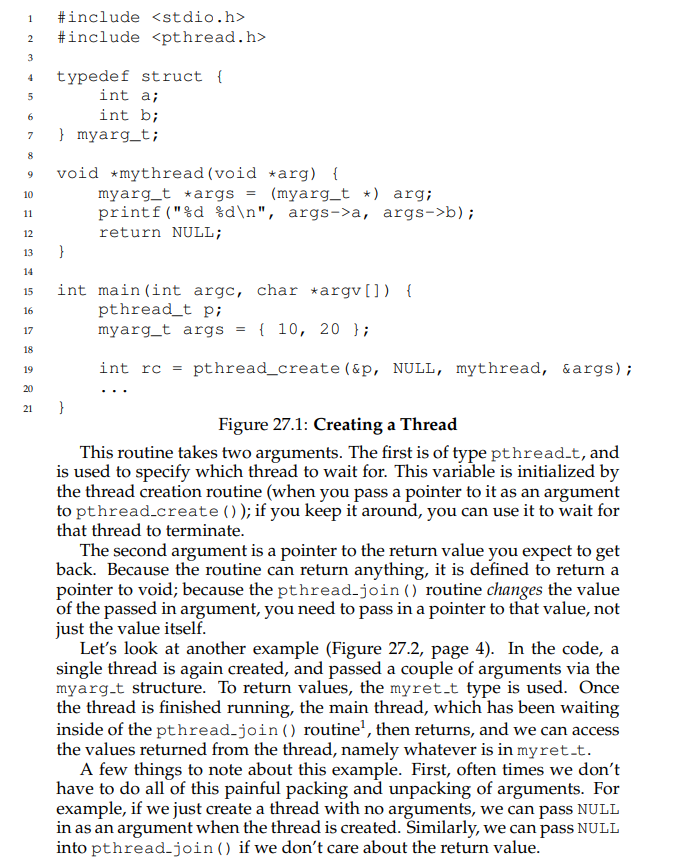 1 #include <stdio.h>
2 #include <pthread.h>
3
4 typedef struct {
5 int a;
6 int b;
7 } myarg_t;
8
9 void *mythread(void *arg) {
10 myarg_t *args = (myarg_t *) arg;
11 printf("%d %d\n", args->a, args->b);
12 return NULL;
13 }
14
15 int main(int argc, char *argv[]) {
16 pthread_t p;
17 myarg_t args = { 10, 20 };
18
19 int rc = pthread_create(&p, NULL, mythread, &args);
20 ...
21 }
Figure 27.1: Creating a Thread
This routine takes two arguments. The first is of type pthread_t, and
is used to specify which thread to wait for. This variable is initialized by
the thread creation routine (when you pass a pointer to it as an argument
to pthread_create()); if you keep it around, you can use it to wait for
that thread to terminate.
The second argument is a pointer to the return value you expect to get
back. Because the routine can return anything, it is defined to return a
pointer to void; because the pthread_join() routine changes the value
of the passed in argument, you need to pass in a pointer to that value, not
just the value itself.
Let's look at another example (Figure 27.2, page 4). In the code, a
single thread is again created, and passed a couple of arguments via the
myarg_t structure. To return values, the myret_t type is used. Once
the thread is finished running, the main thread, which has been waiting
inside of the pthread_join() routine¹, then returns, and we can access
the values returned from the thread, namely whatever is in myret_t.
A few things to note about this example. First, often times we don't
have to do all of this painful packing and unpacking of arguments. For
example, if we just create a thread with no arguments, we can pass NULL
in as an argument when the thread is created. Similarly, we can pass NULL
into pthread_join() if we don't care about the return value.